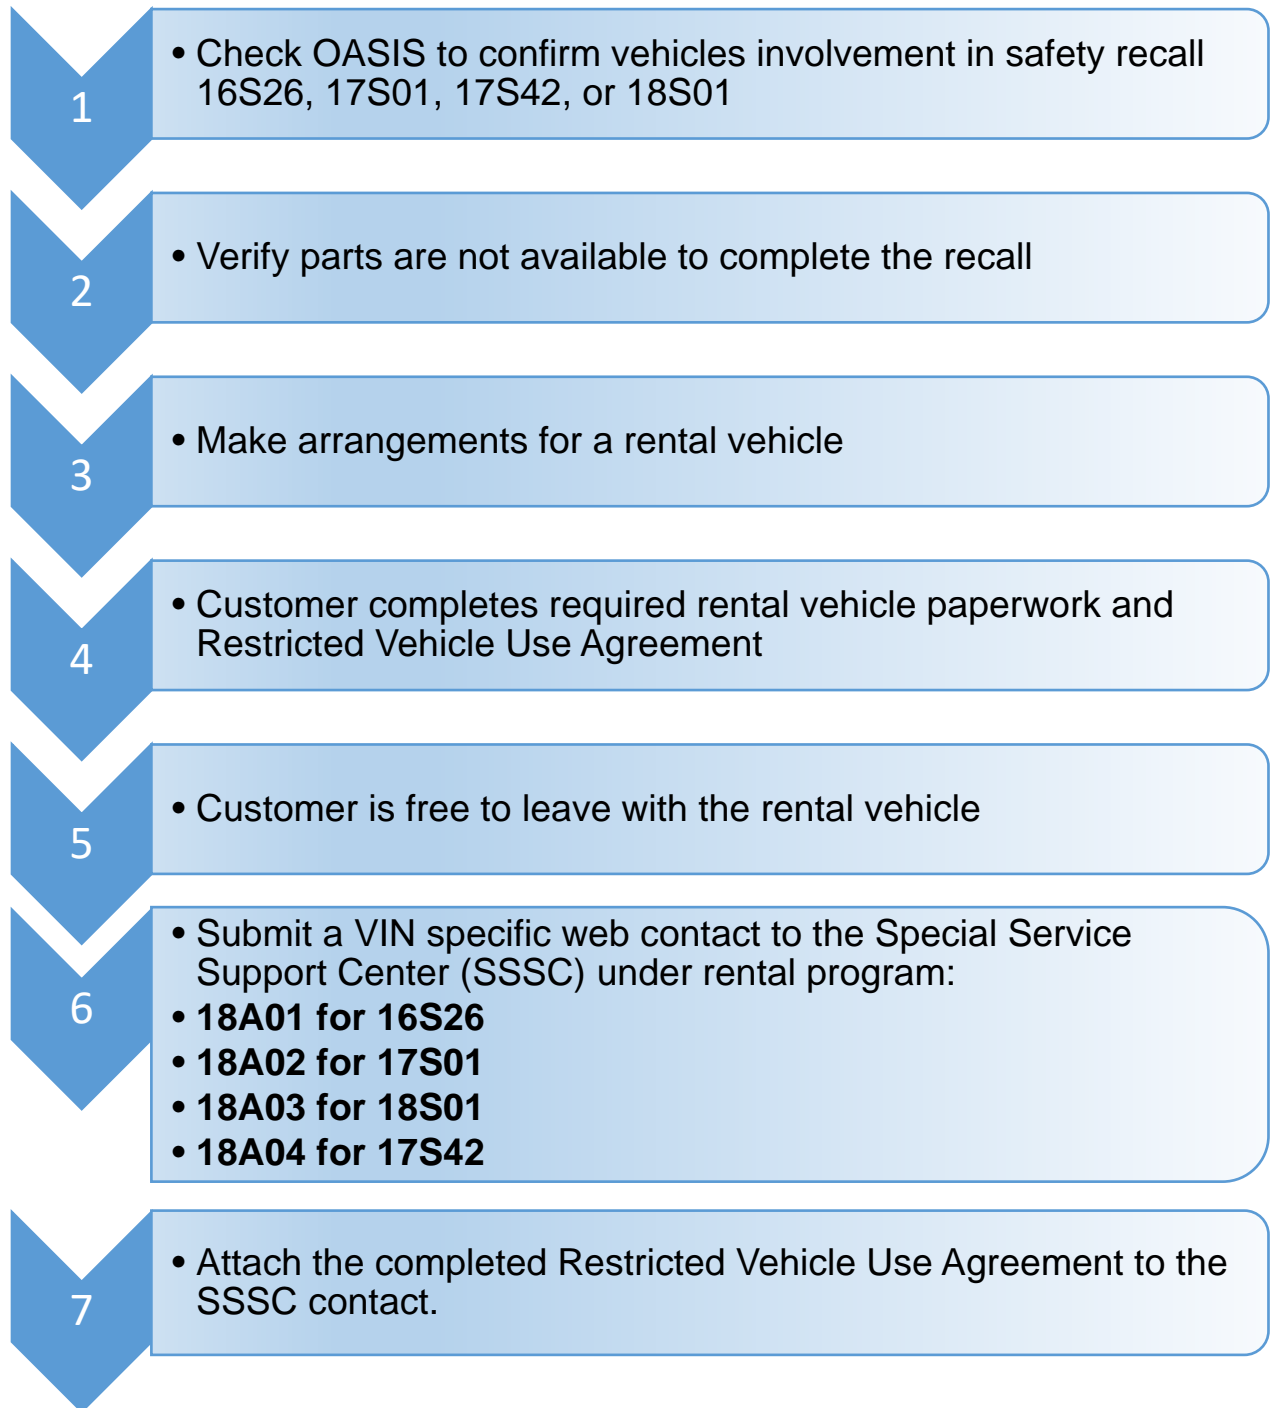 1
• Check OASIS to confirm vehicles involvement in safety recall
16S26, 17S01, 17S42, or 18S01
2
• Verify parts are not available to complete the recall
3
• Make arrangements for a rental vehicle
4
• Customer completes required rental vehicle paperwork and
Restricted Vehicle Use Agreement
5
• Customer is free to leave with the rental vehicle
6
• Submit a VIN specific web contact to the Special Service
Support Center (SSSC) under rental program:
• 18A01 for 16S26
• 18A02 for 17S01
• 18A03 for 18S01
• 18A04 for 17S42
7
• Attach the completed Restricted Vehicle Use Agreement to the
SSSC contact.